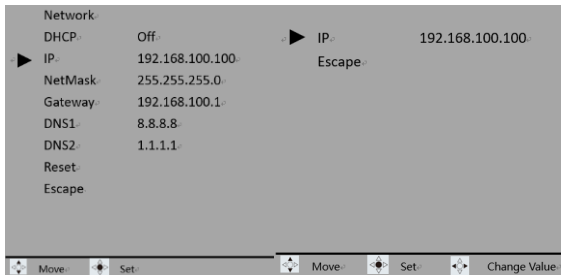 Network
DHCP Off
IP 192.168.100.100
NetMask 255.255.255.0
Gateway 192.168.100.1
DNS1 8.8.8.8
DNS2 1.1.1.1
Reset
Escape
Move Set
IP 192.168.100.100
Escape
Move Set Change Value